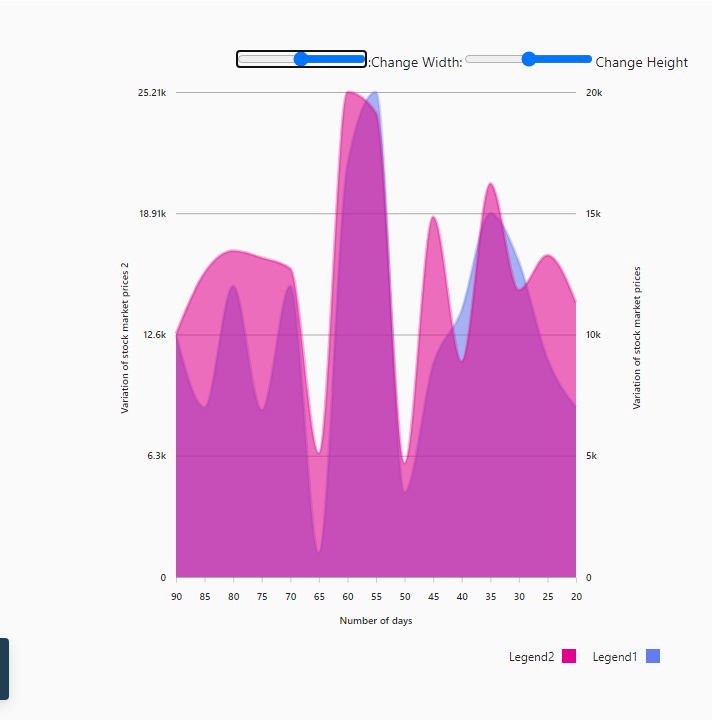 :Change Width: Change Height
25.21k 20k
18.91k 15k
12.6k 10k
6.3k 5k
0 0
Variation of stock market prices 2
Variation of stock market prices
90 85 80 75 70 65 60 55 50 45 40 35 30 25 20
Number of days
Legend2 Legend1